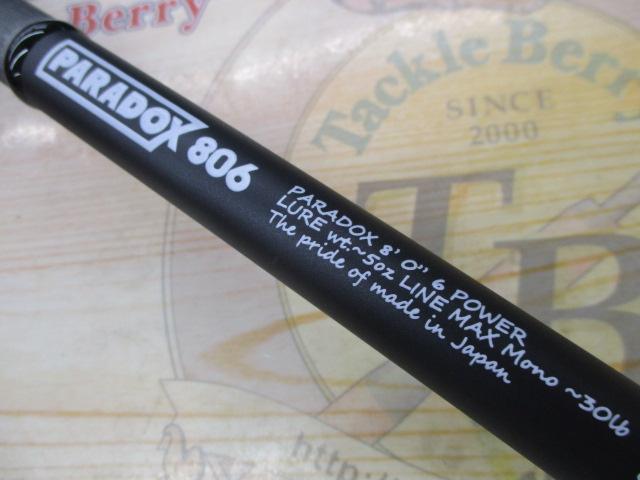 Berry
Tackle Berry
SINCE
2000
TB
http:
PARADOX 806
PARADOX 8' 0" 6 POWER
LURE wt.~5oz LINE MAX Mono ~30lb
The pride of made in Japan